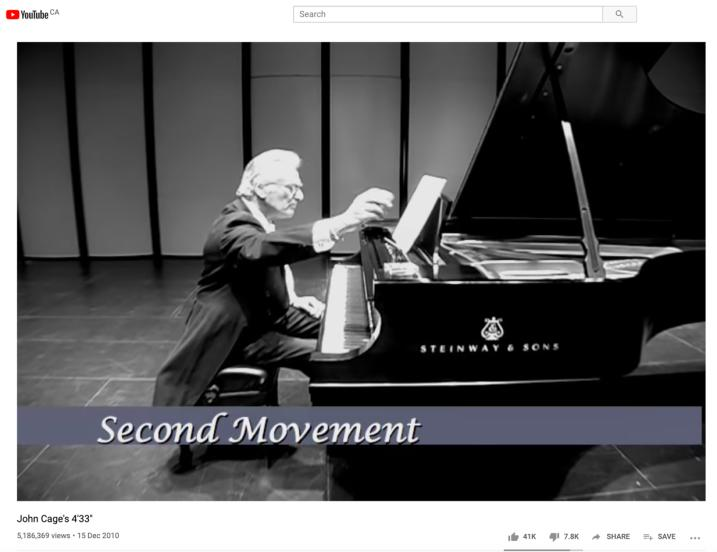 YouTube CA
Search
STEINWAY & SONS
Second Movement
John Cage's 4'33"
5,186,369 views • 15 Dec 2010
41K 7.8K SHARE SAVE